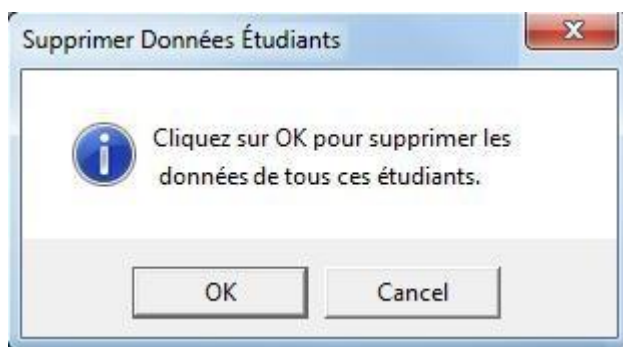 Supprimer Données Étudiants
Cliquez sur OK pour supprimer les
données de tous ces étudiants.
OK
Cancel